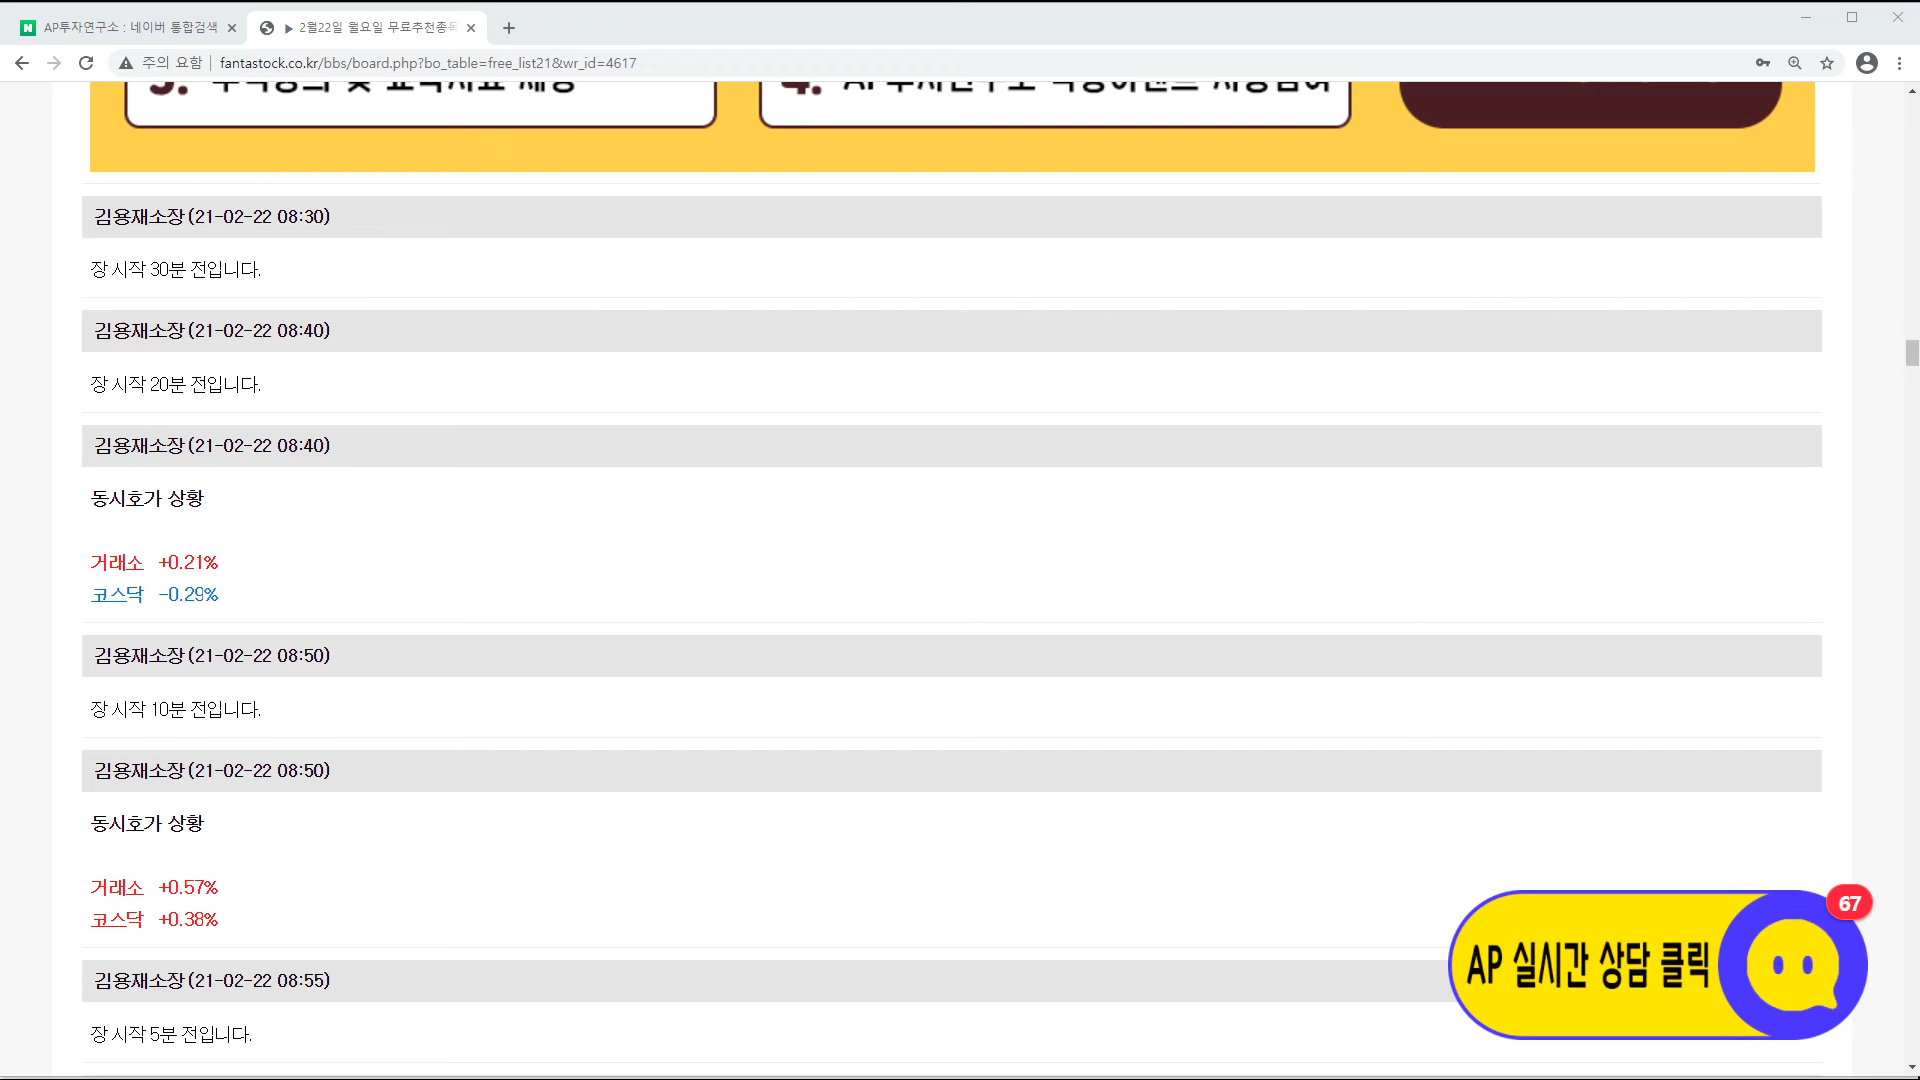 AP투자연구소 : 네이버 통합검색
▶ 2월22일 월요일 무료추천종목
주의 요함
fantastock.co.kr/bbs/board.php?bo_table=free_list21&wr_id=4617
김용재소장 (21-02-22 08:30)
장 시작 30분 전입니다.
김용재소장 (21-02-22 08:40)
장 시작 20분 전입니다.
김용재소장 (21-02-22 08:40)
동시호가 상황
거래소 +0.21%
코스닥 -0.29%
김용재소장 (21-02-22 08:50)
장 시작 10분 전입니다.
김용재소장 (21-02-22 08:50)
동시호가 상황
거래소 +0.57%
코스닥 +0.38%
67
AP 실시간 상담 클릭
김용재소장 (21-02-22 08:55)
장 시작 5분 전입니다.